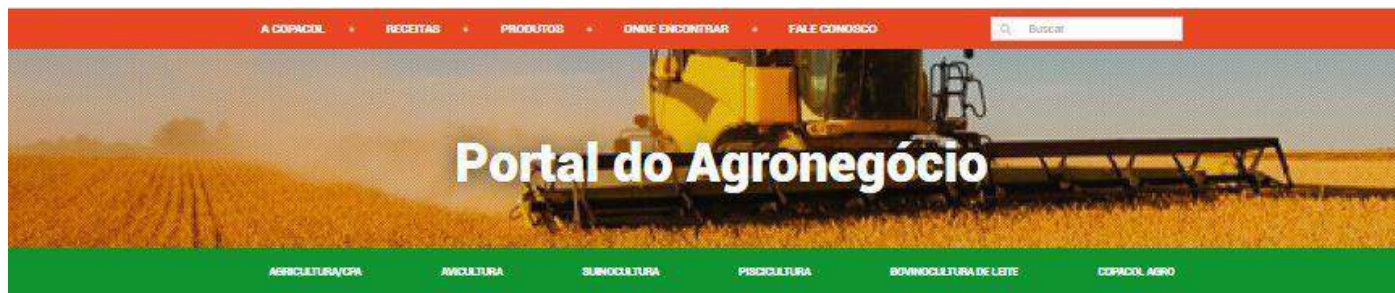 A COPACOL • RECEITAS • PRODUTOS • ONDE ENCONTRAR • FALE CONOSCO Buscar
Portal do Agronegócio
AGRICULTURA/CPA AVICULTURA SUINOCULTURA PISCICULTURA BOVINOCULTURA DE LEITE COPACOL AGRO